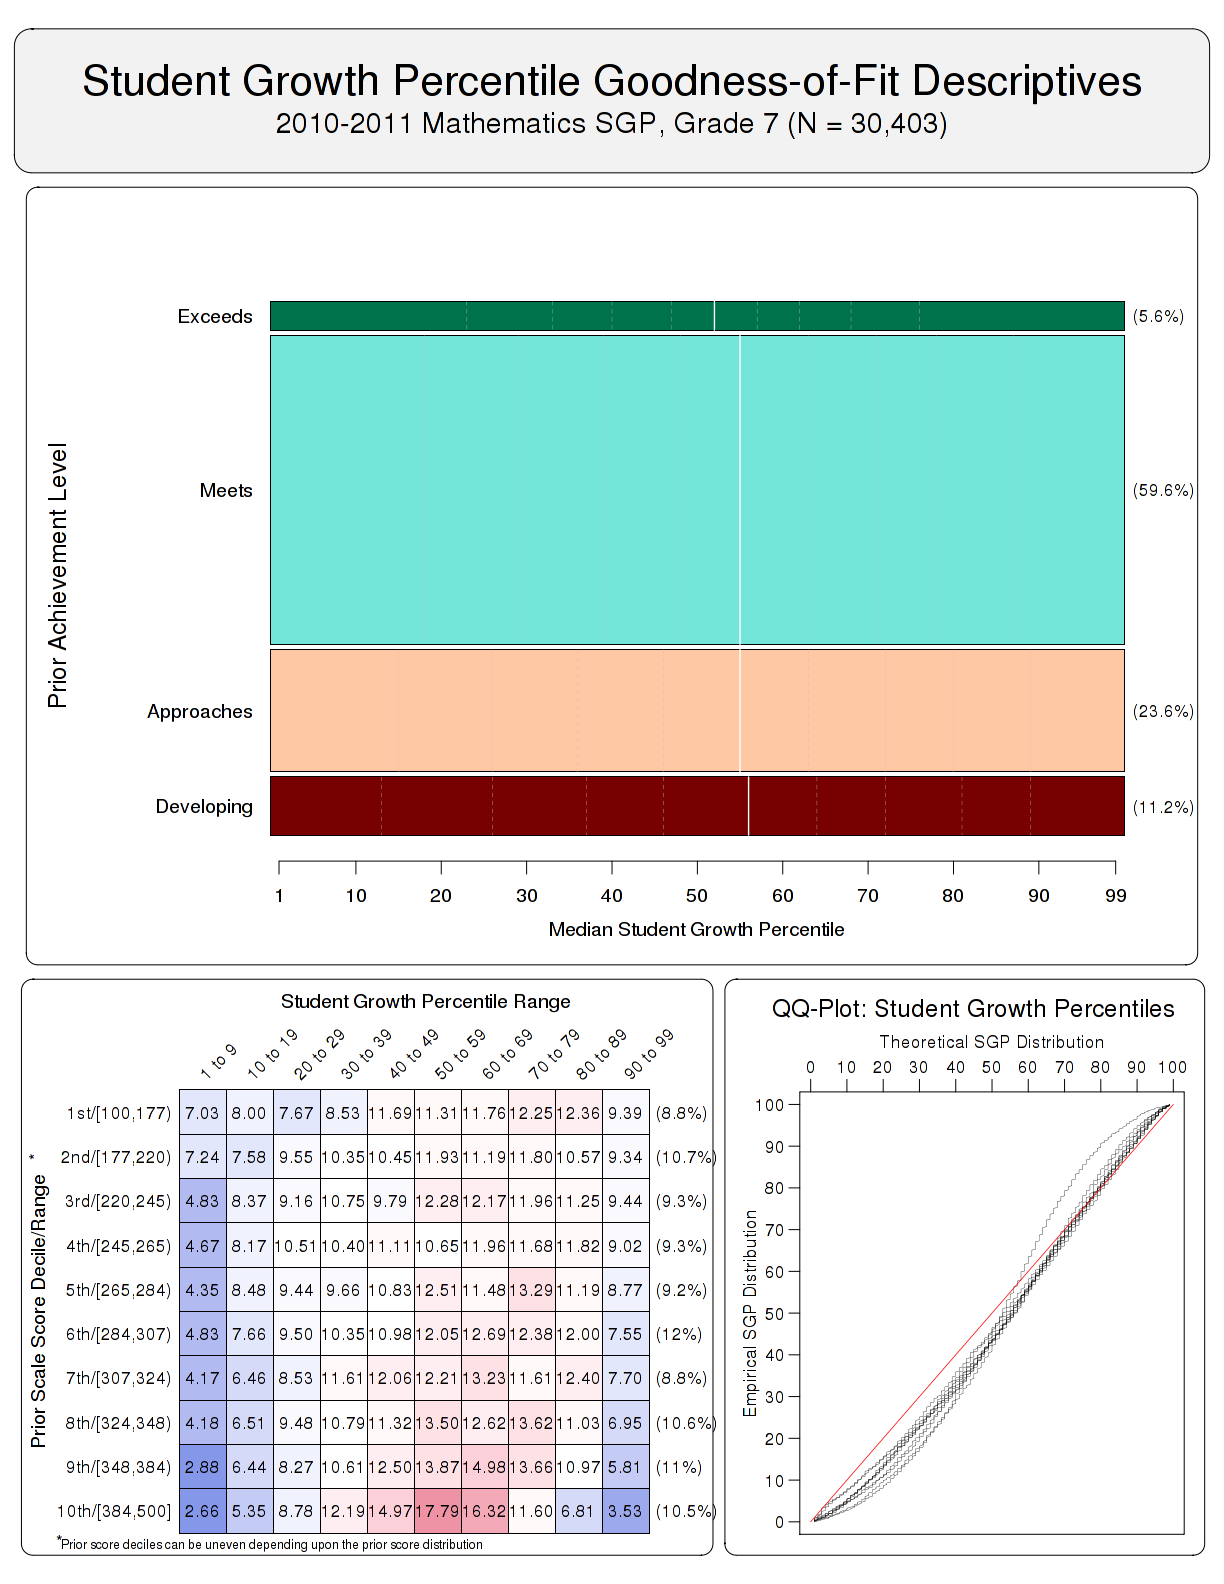 Student Growth Percentile Goodness-of-Fit Descriptives
2010-2011 Mathematics SGP, Grade 7 (N = 30,403)
Prior Achievement Level
Exceeds (5.6%)
Meets (59.6%)
Approaches (23.6%)
Developing (11.2%)
1 10 20 30 40 50 60 70 80 90 99
Median Student Growth Percentile
Student Growth Percentile Range
1 to 9 10 to 19 20 to 29 30 to 39 40 to 49 50 to 59 60 to 69 70 to 79 80 to 89 90 to 99
Prior Scale Score Decile/Range *
1st/[100,177) 7.03 8.00 7.67 8.53 11.69 11.31 11.76 12.25 12.36 9.39 (8.8%)
2nd/[177,220) 7.24 7.58 9.55 10.35 10.45 11.93 11.19 11.80 10.57 9.34 (10.7%)
3rd/[220,245) 4.83 8.37 9.16 10.75 9.79 12.28 12.17 11.96 11.25 9.44 (9.3%)
4th/[245,265) 4.67 8.17 10.51 10.40 11.11 10.65 11.96 11.68 11.82 9.02 (9.3%)
5th/[265,284) 4.35 8.48 9.44 9.66 10.83 12.51 11.48 13.29 11.19 8.77 (9.2%)
6th/[284,307) 4.83 7.66 9.50 10.35 10.98 12.05 12.69 12.38 12.00 7.55 (12%)
7th/[307,324) 4.17 6.46 8.53 11.61 12.06 12.21 13.23 11.61 12.40 7.70 (8.8%)
8th/[324,348) 4.18 6.51 9.48 10.79 11.32 13.50 12.62 13.62 11.03 6.95 (10.6%)
9th/[348,384) 2.88 6.44 8.27 10.61 12.50 13.87 14.98 13.66 10.97 5.81 (11%)
10th/[384,500] 2.66 5.35 8.78 12.19 14.97 17.79 16.32 11.60 6.81 3.53 (10.5%)
*Prior score deciles can be uneven depending upon the prior score distribution
QQ-Plot: Student Growth Percentiles
Theoretical SGP Distribution
0 10 20 30 40 50 60 70 80 90 100
Empirical SGP Distribution
100
90
80
70
60
50
40
30
20
10
0